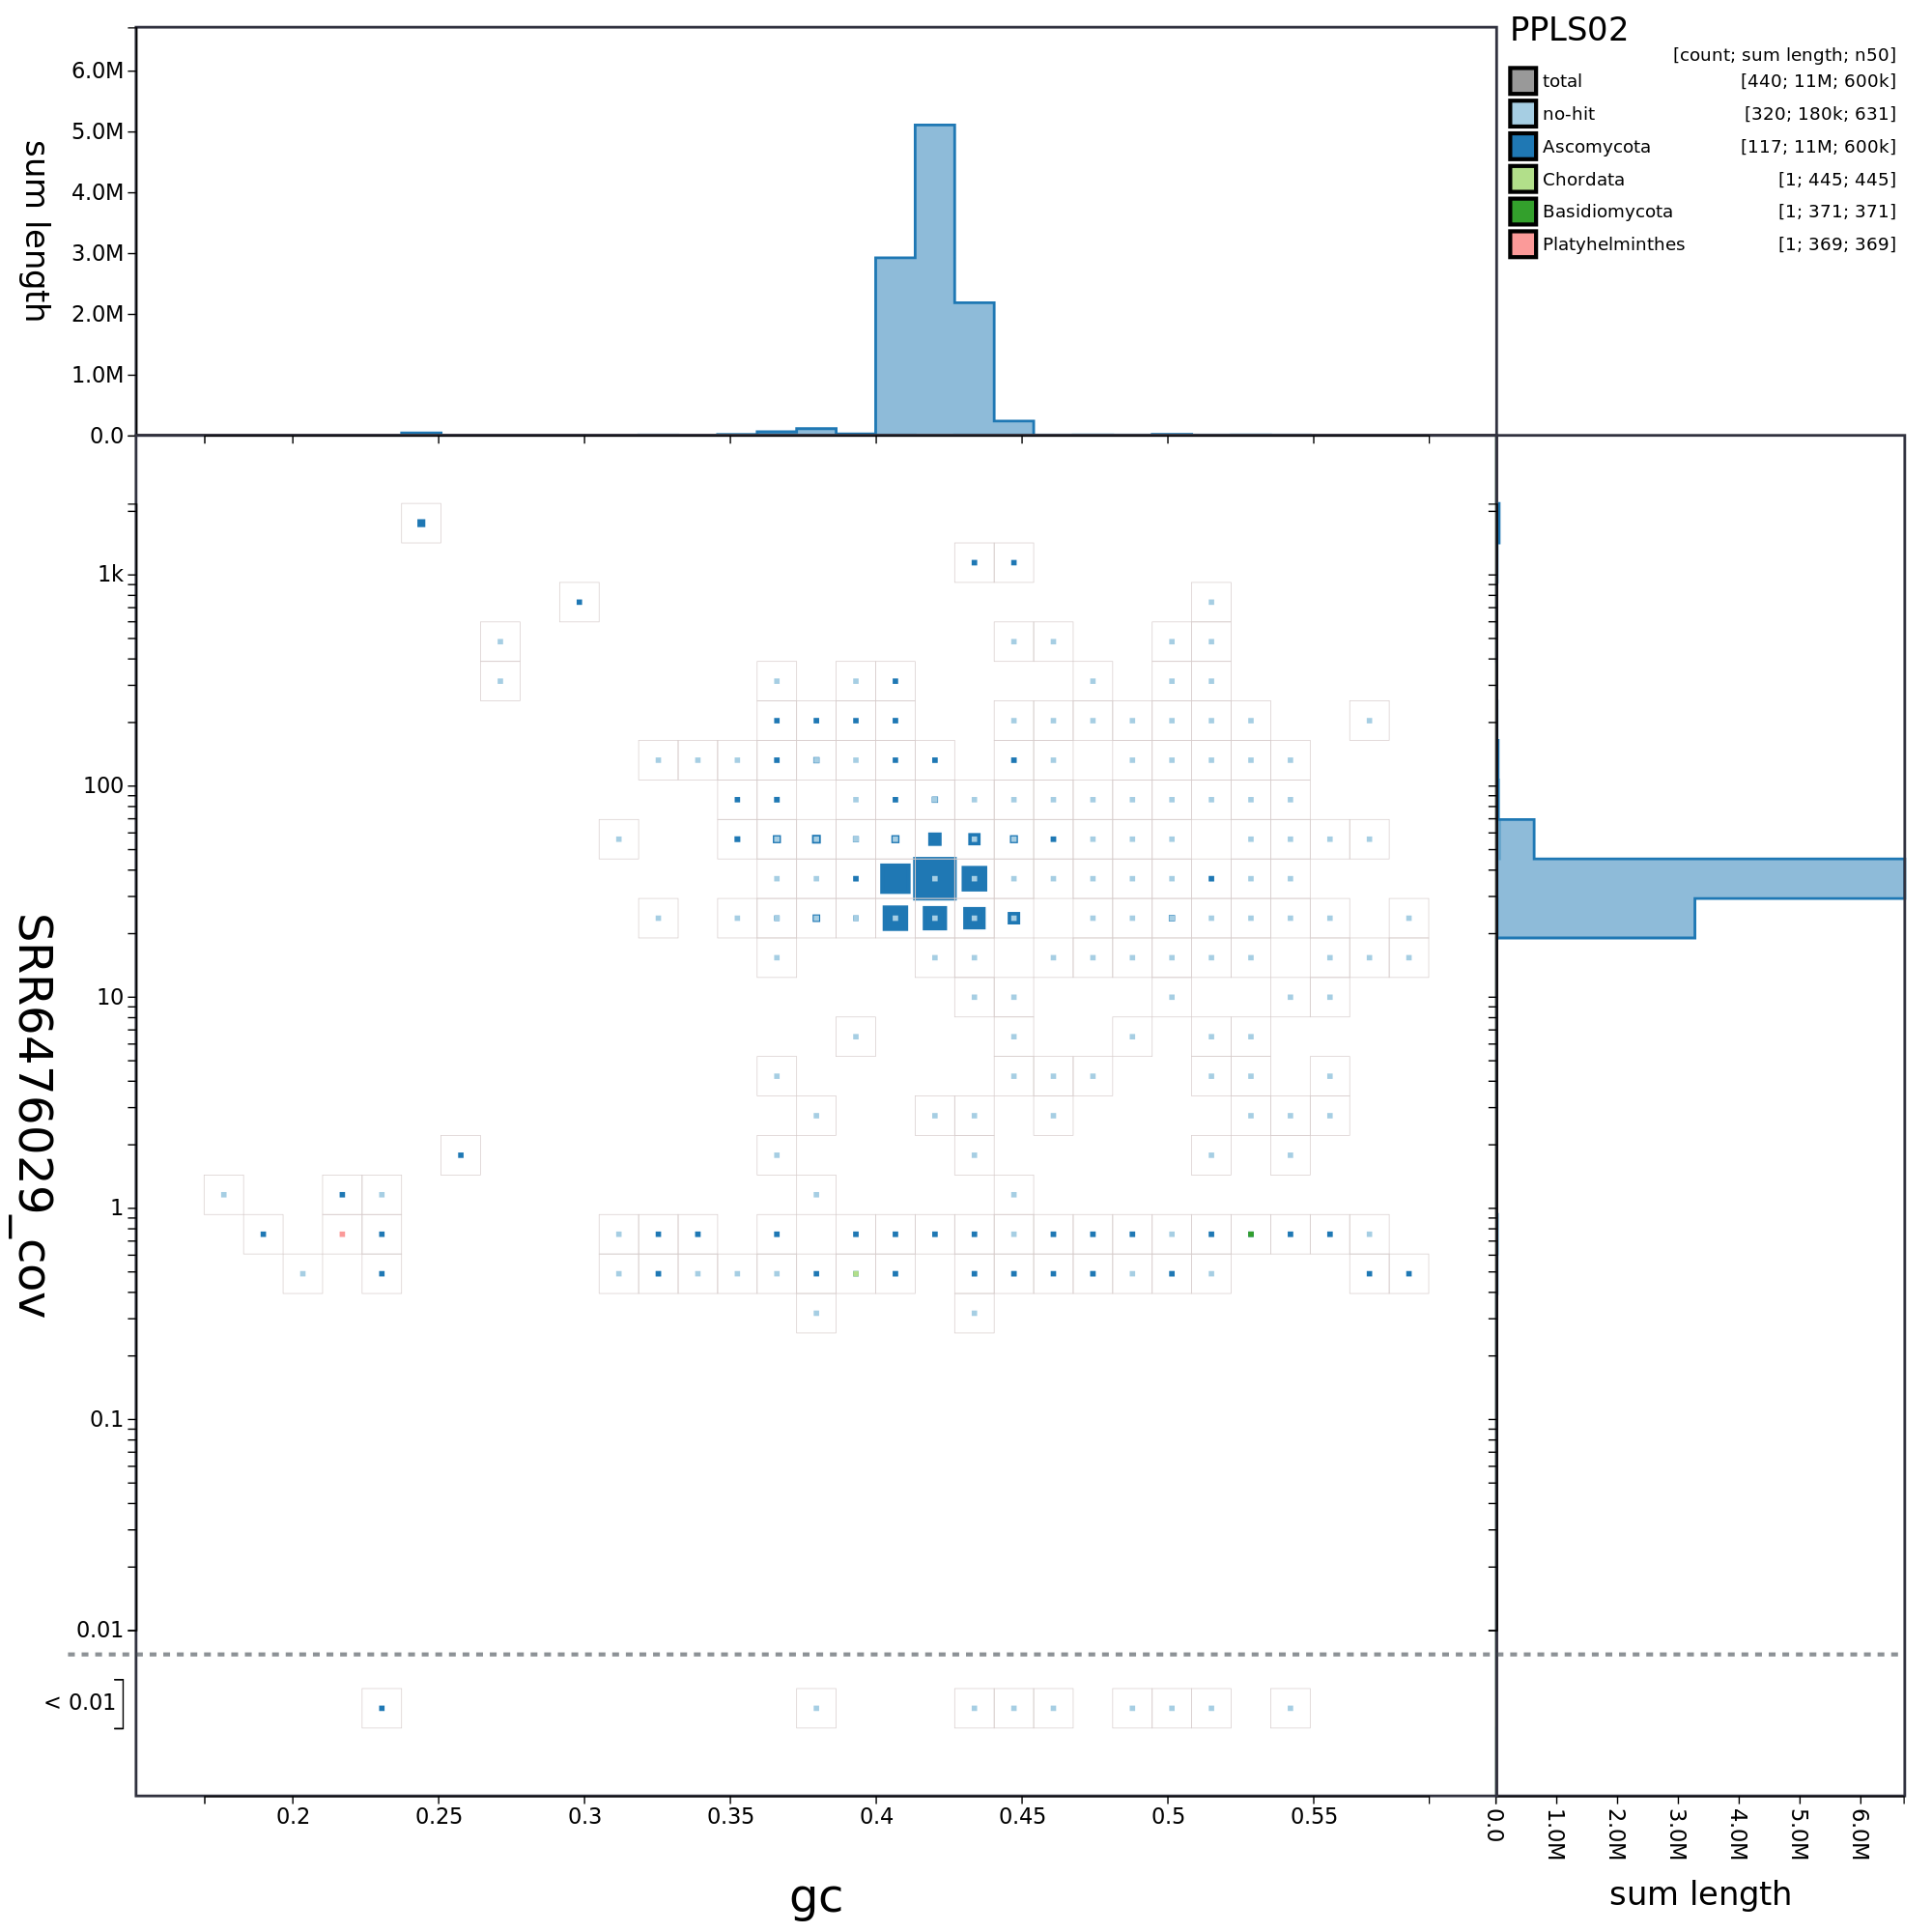 PPLS02
[count; sum length; n50]
total [440; 11M; 600k]
no-hit [320; 180k; 631]
Ascomycota [117; 11M; 600k]
Chordata [1; 445; 445]
Basidiomycota [1; 371; 371]
Platyhelminthes [1; 369; 369]
sum length
6.0M
5.0M
4.0M
3.0M
2.0M
1.0M
0.0
SRR6476029_cov
1k
100
10
1
0.1
0.01
< 0.01
0.2 0.25 0.3 0.35 0.4 0.45 0.5 0.55
gc
0.0 1.0M 2.0M 3.0M 4.0M 5.0M 6.0M
sum length